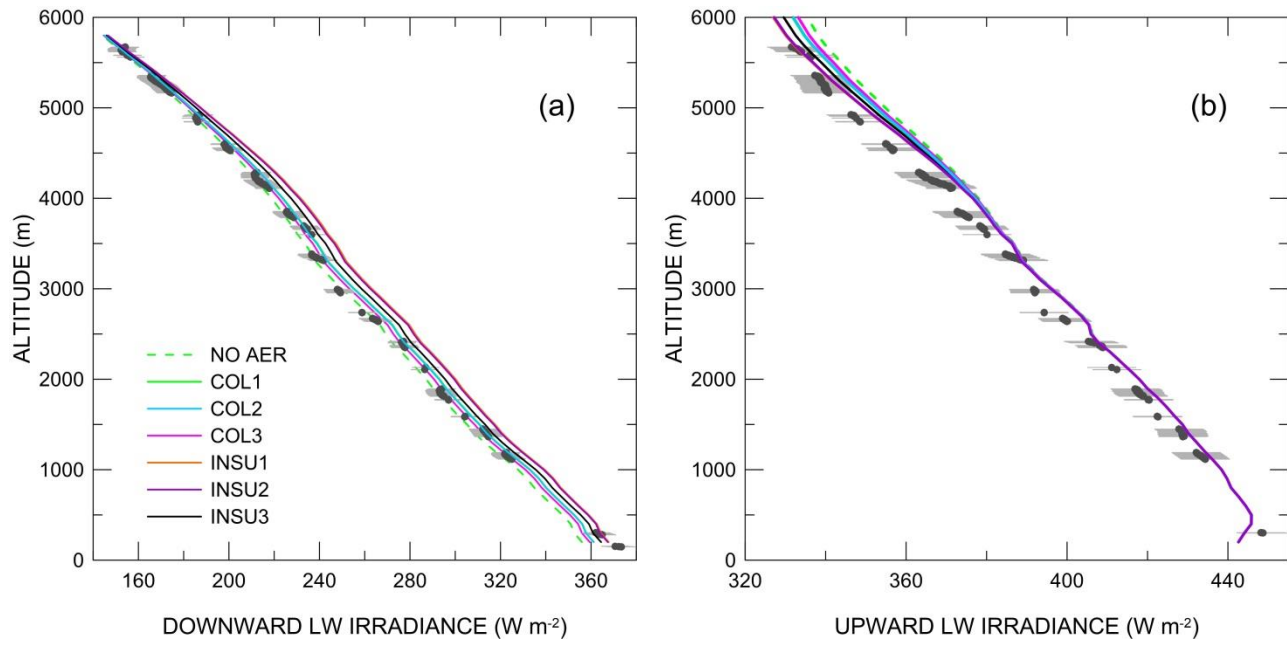 6000
5000
4000
3000
2000
1000
0
ALTITUDE (m)
(a)
NO AER
COL1
COL2
COL3
INSU1
INSU2
INSU3
160 200 240 280 320 360
DOWNWARD LW IRRADIANCE (W m-2)
6000
5000
4000
3000
2000
1000
0
ALTITUDE (m)
(b)
320 360 400 440
UPWARD LW IRRADIANCE (W m-2)